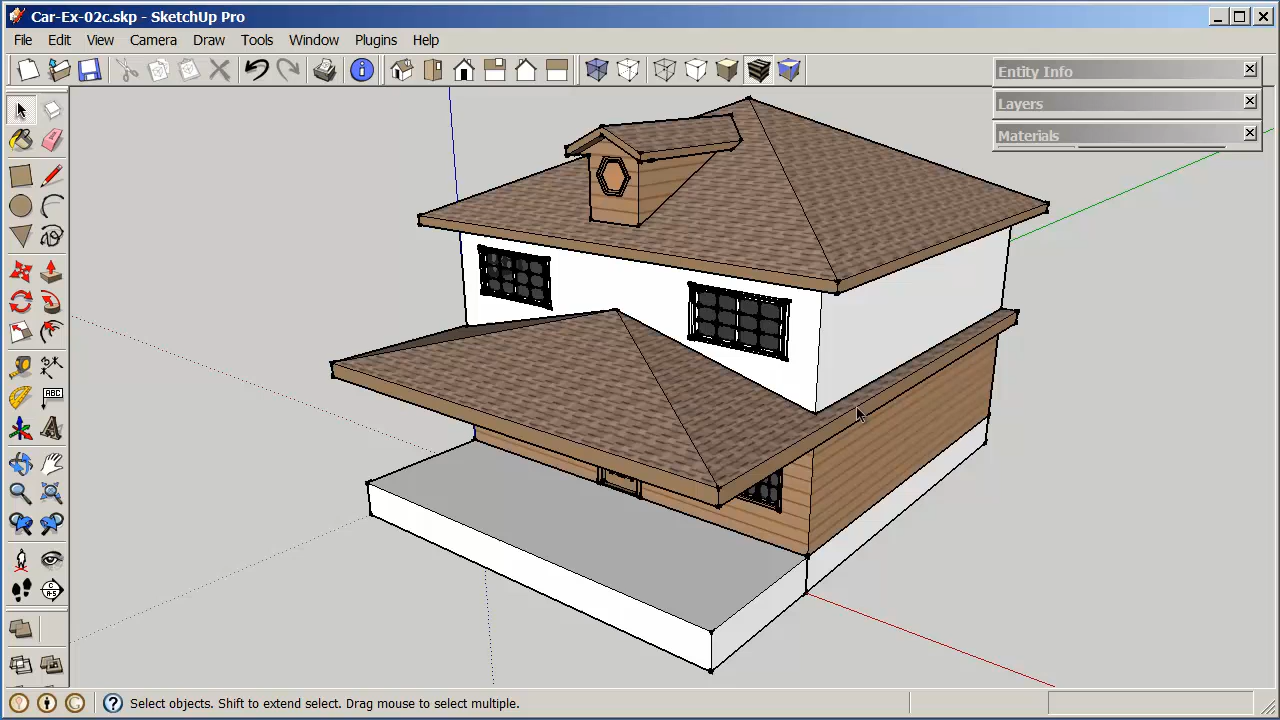 Car-Ex-02c.skp - SketchUp Pro
File Edit View Camera Draw Tools Window Plugins Help
Entity Info
Layers
Materials
ABC
Select objects. Shift to extend select. Drag mouse to select multiple.